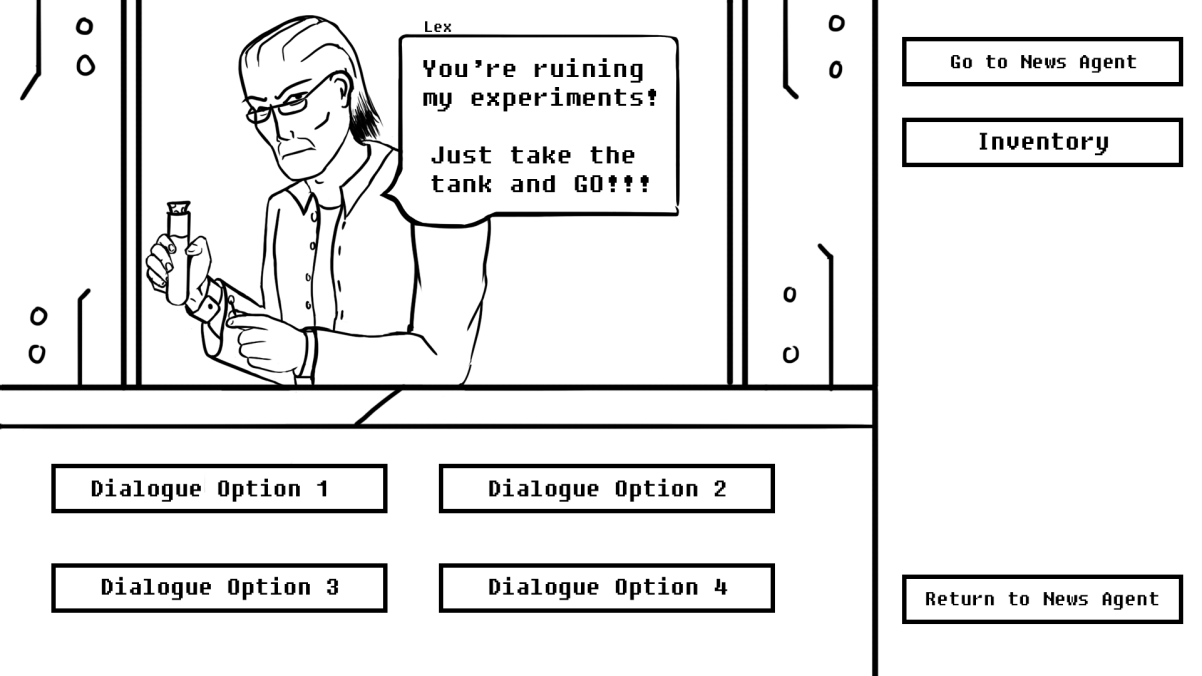 Lex
You're ruining
my experiments!
Just take the
tank and GO!!!
Go to News Agent
Inventory
Dialogue Option 1
Dialogue Option 2
Dialogue Option 3
Dialogue Option 4
Return to News Agent